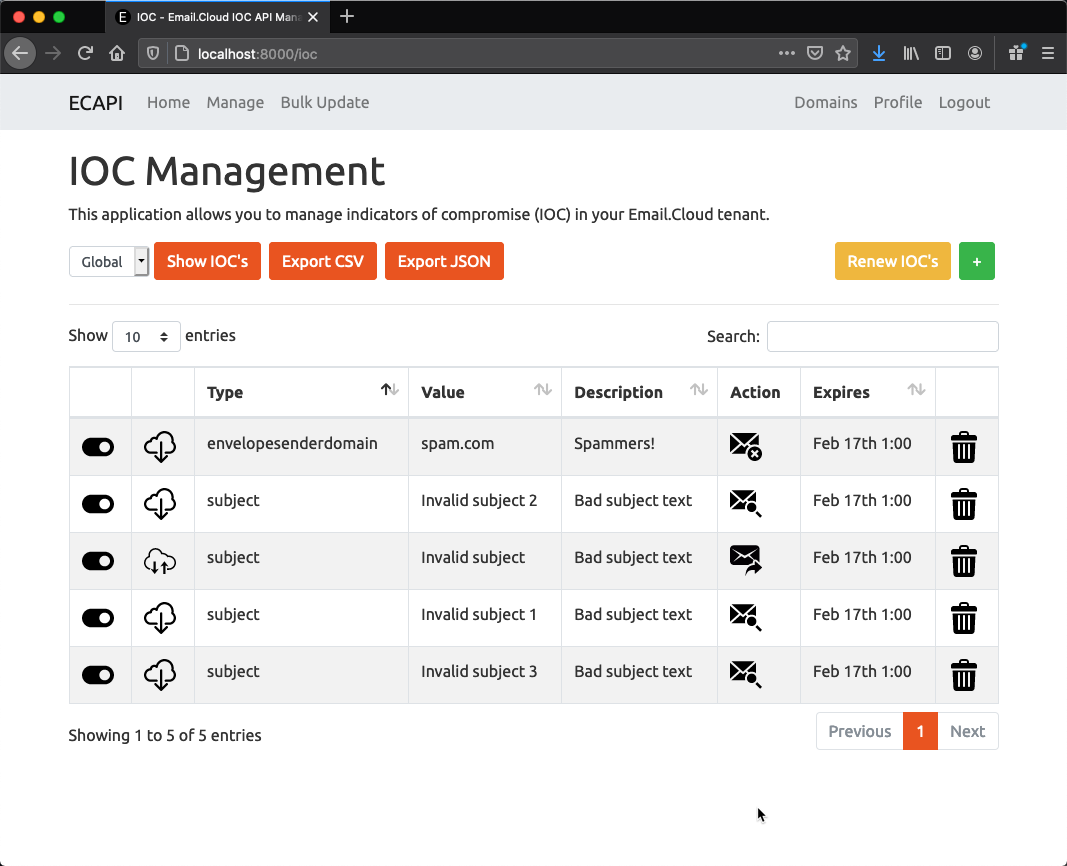 E IOC - Email.Cloud IOC API Man
localhost:8000/ioc
ECAPI Home Manage Bulk Update Domains Profile Logout
IOC Management
This application allows you to manage indicators of compromise (IOC) in your Email.Cloud tenant.
Global Show IOC's Export CSV Export JSON Renew IOC's +
Show 10 entries Search:
Type Value Description Action Expires
envelopesenderdomain spam.com Spammers! Feb 17th 1:00
subject Invalid subject 2 Bad subject text Feb 17th 1:00
subject Invalid subject Bad subject text Feb 17th 1:00
subject Invalid subject 1 Bad subject text Feb 17th 1:00
subject Invalid subject 3 Bad subject text Feb 17th 1:00
Showing 1 to 5 of 5 entries Previous 1 Next